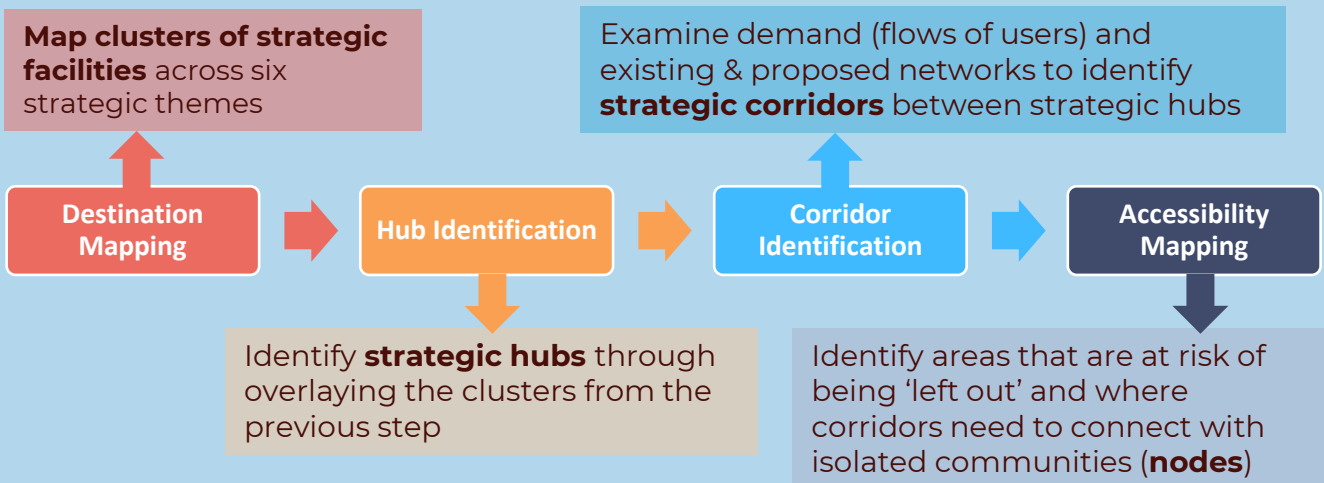 Map clusters of strategic
facilities across six
strategic themes
Examine demand (flows of users) and
existing & proposed networks to identify
strategic corridors between strategic hubs
Destination
Mapping
Hub Identification
Corridor
Identification
Accessibility
Mapping
Identify strategic hubs through
overlaying the clusters from the
previous step
Identify areas that are at risk of
being ‘left out’ and where
corridors need to connect with
isolated communities (nodes)